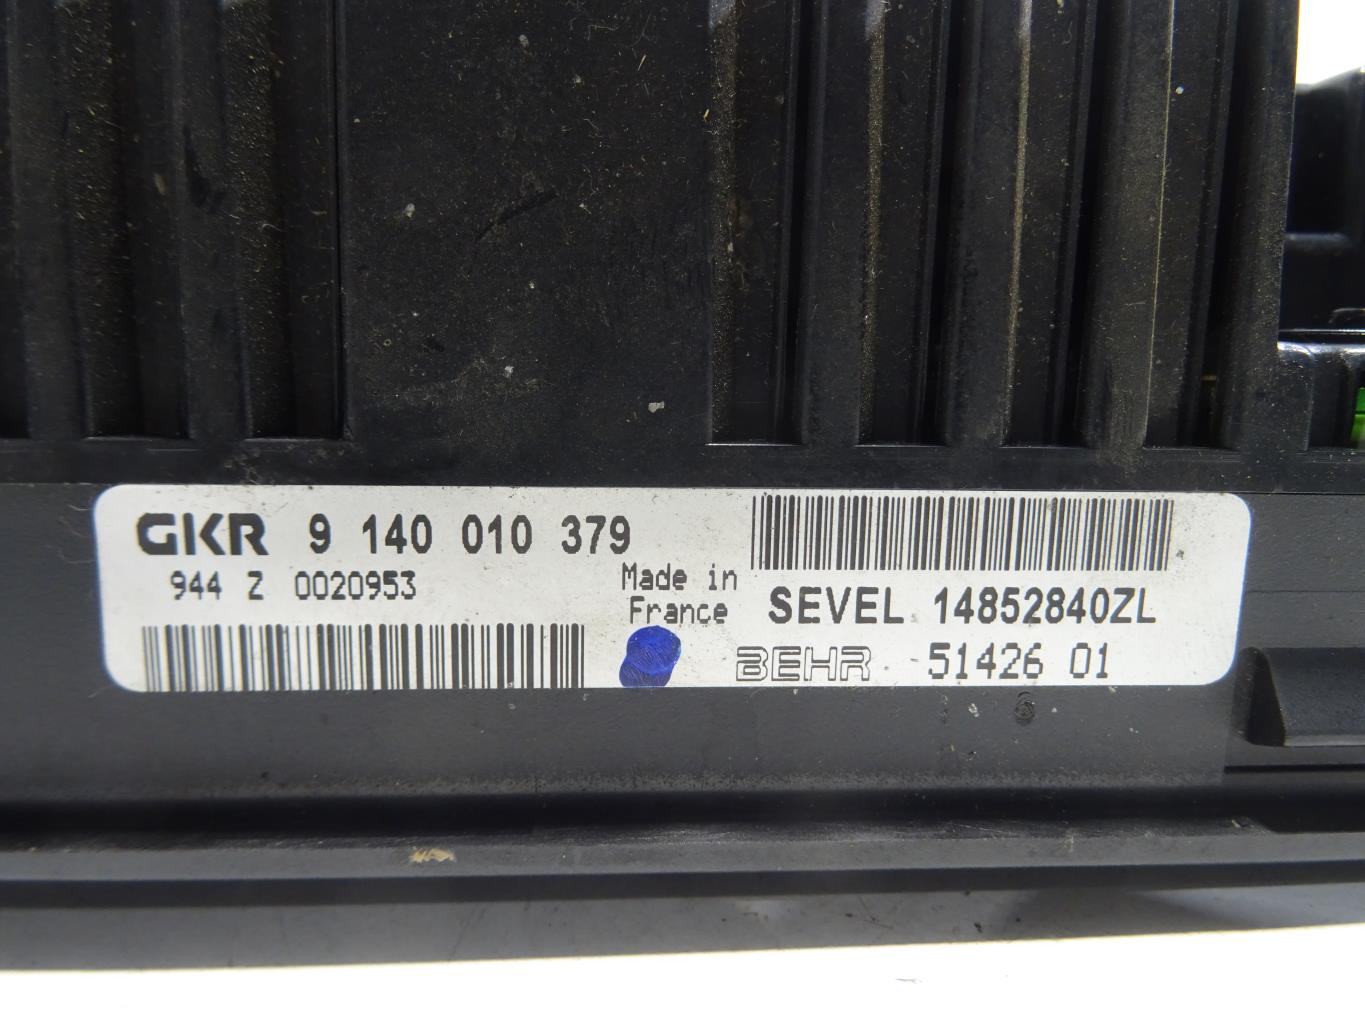 GKR 9 140 010 379
944 Z 0020953
Made in
France
SEVEL 14852840ZL
BEHR 51426 01